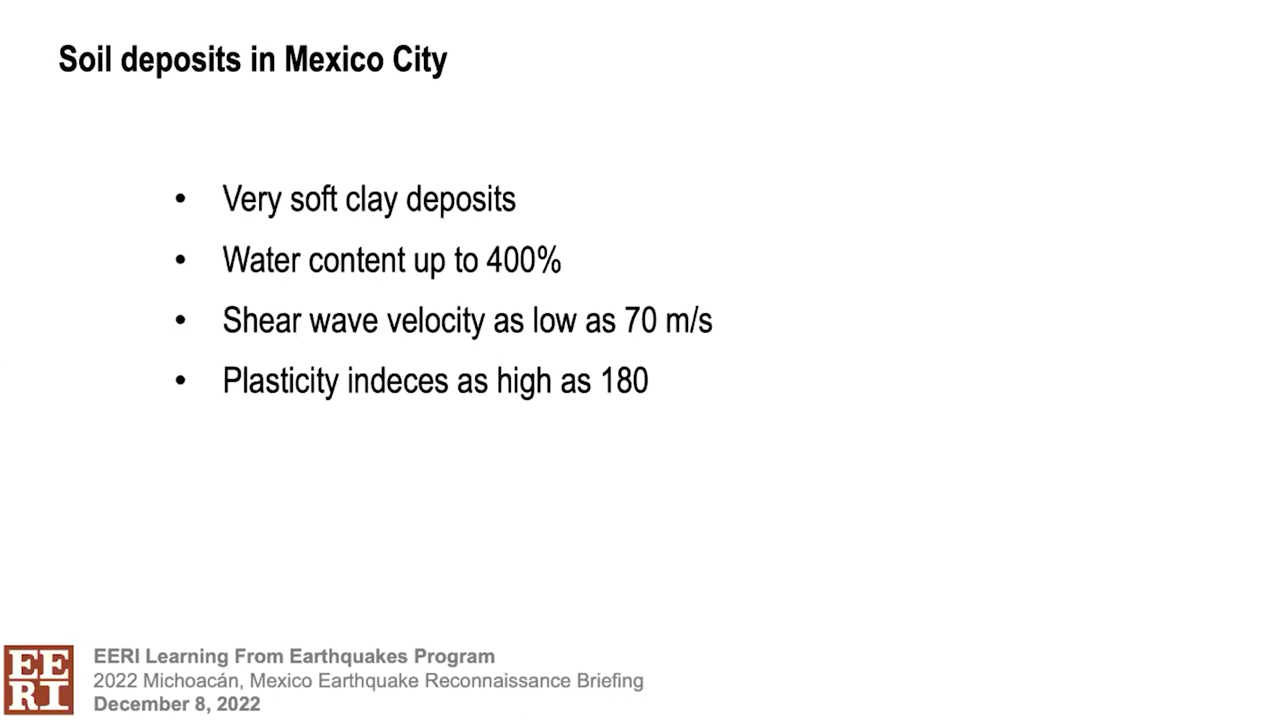 Soil deposits in Mexico City
• Very soft clay deposits
• Water content up to 400%
• Shear wave velocity as low as 70 m/s
• Plasticity indeces as high as 180
EE
RI
EERI Learning From Earthquakes Program
2022 Michoacán, Mexico Earthquake Reconnaissance Briefing
December 8, 2022